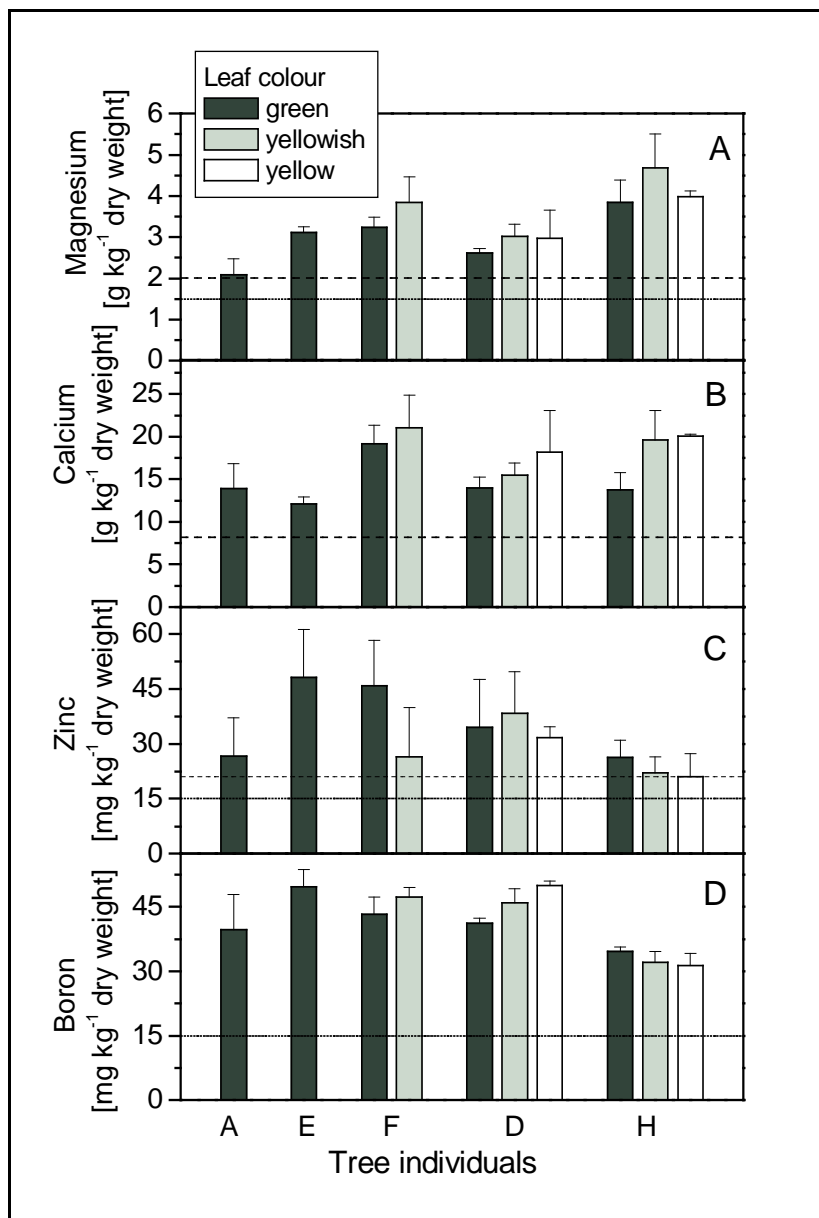 Leaf colour
green
yellowish
yellow
Magnesium
[g kg⁻¹ dry weight]
6
5
4
3
2
1
0
A
Calcium
[g kg⁻¹ dry weight]
25
20
15
10
5
0
B
Zinc
[mg kg⁻¹ dry weight]
60
45
30
15
0
C
Boron
[mg kg⁻¹ dry weight]
45
30
15
0
D
A E F D H
Tree individuals